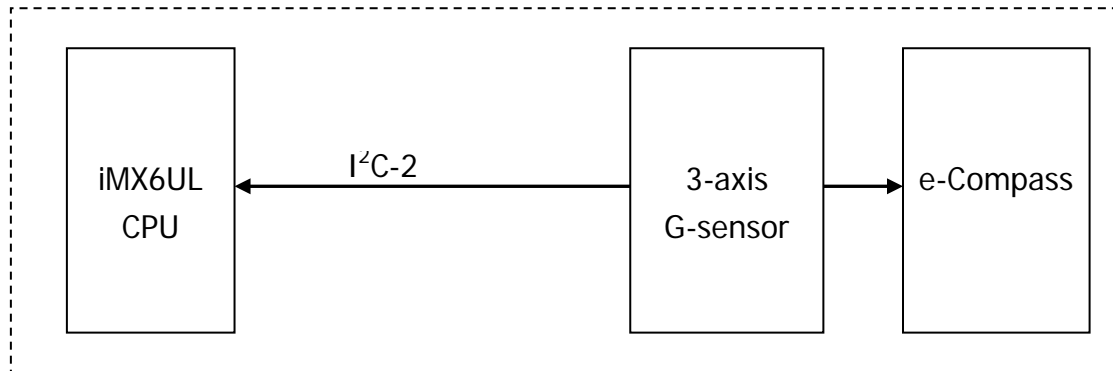 I²C-2
iMX6UL
CPU
3-axis
G-sensor
e-Compass